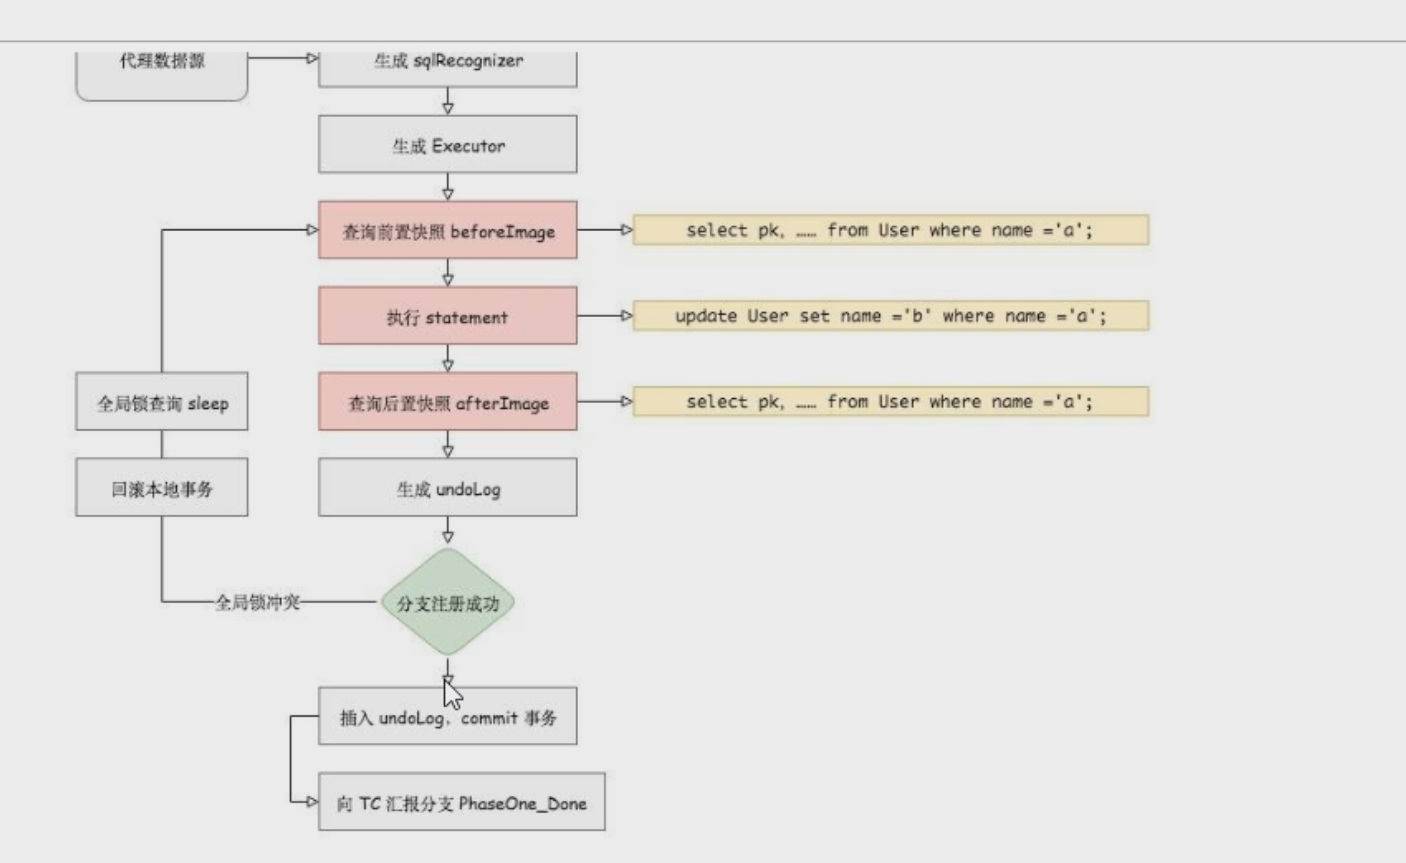 代理数据源
生成 sqlRecognizer
生成 Executor
查询前置快照 beforeImage
select pk, …… from User where name ='a';
执行 statement
update User set name ='b' where name ='a';
全局锁查询 sleep
查询后置快照 afterImage
select pk, …… from User where name ='a';
回滚本地事务
生成 undoLog
全局锁冲突
分支注册成功
插入 undoLog, commit 事务
向 TC 汇报分支 PhaseOne_Done